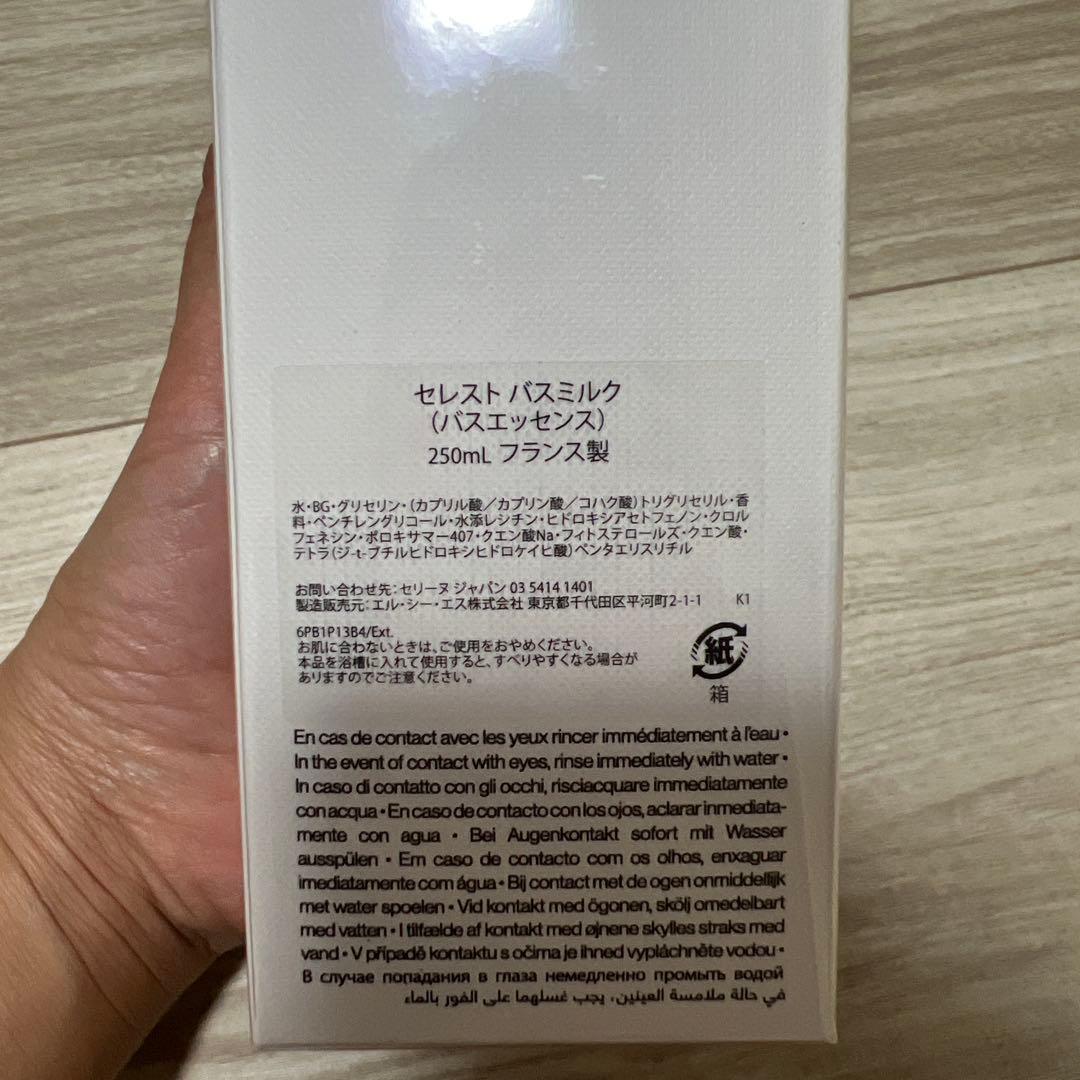 セレスト バスミルク
（バスエッセンス）
250mL フランス製
水・BG・グリセリン・（カプリル酸／カプリン酸／コハク酸）トリグリセリル・香
料・ペンチレングリコール・水添レシチン・ヒドロキシアセトフェノン・クロル
フェネシン・ポロキサマー407・クエン酸Na・フィトステロールズ・クエン酸・
テトラ（ジ-t-ブチルヒドロキシヒドロケイヒ酸）ペンタエリスリチル
お問い合わせ先：セリーヌ ジャパン 03 5414 1401
製造販売元：エル・シー・エス株式会社 東京都千代田区平河町2-1-1 K1
6PB1P13B4/Ext.
お肌に合わないときは、ご使用をおやめください。
本品を浴槽に入れて使用すると、すべりやすくなる場合が
ありますのでご注意ください。
紙
箱
En cas de contact avec les yeux rincer immédiatement à l'eau •
In the event of contact with eyes, rinse immediately with water •
In caso di contatto con gli occhi, risciacquare immediatamente
con acqua • En caso de contacto con los ojos, aclarar inmediata-
mente con agua • Bei Augenkontakt sofort mit Wasser
ausspülen • Em caso de contacto com os olhos, enxaguar
imediatamente com água • Bij contact met de ogen onmiddellijk
met water spoelen • Vid kontakt med ögonen, skölj omedelbart
med vatten • I tilfælde af kontakt med øjnene skylles straks med
vand • V případě kontaktu s očima je ihned vypláchněte vodou •
В случае попадания в глаза немедленно промыть водой
في حالة ملامسة العينين، يجب غسلهما على الفور بالماء